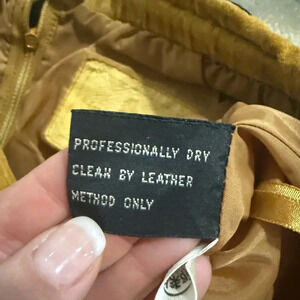 PROFESSIONALLY DRY
CLEAN BY LEATHER
METHOD ONLY